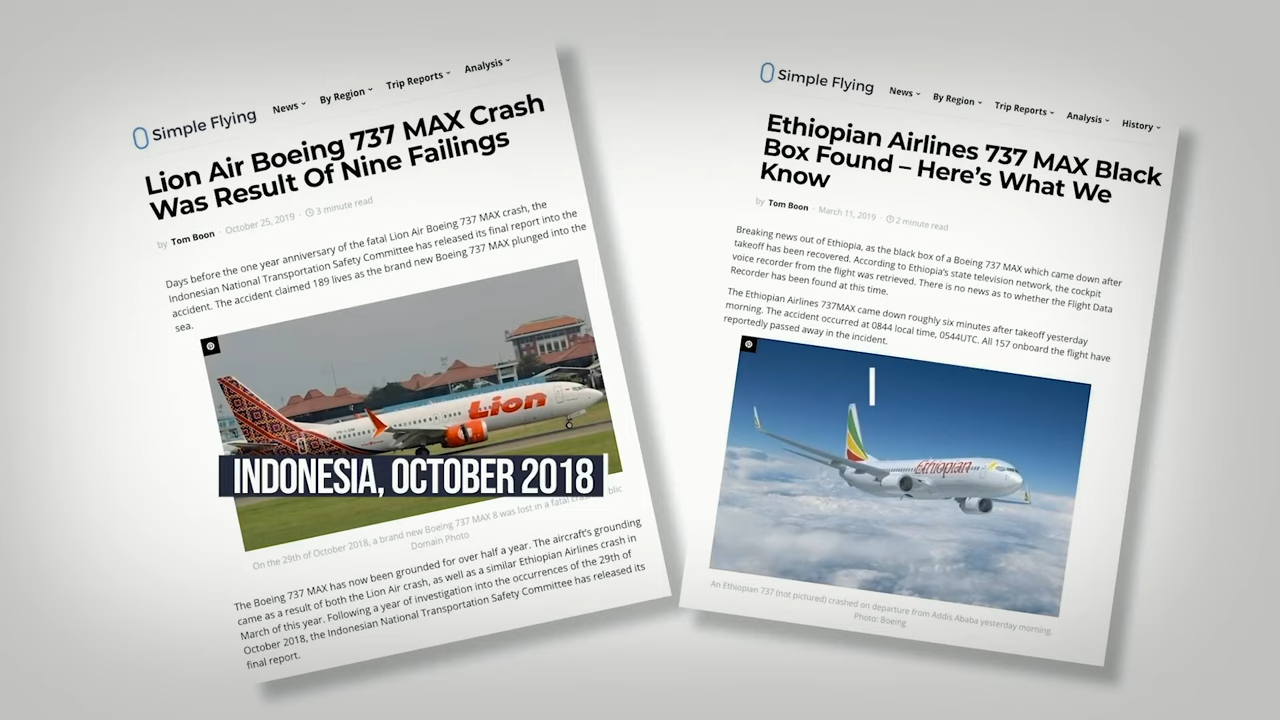 Simple Flying
News By Region Trip Reports Analysis
Lion Air Boeing 737 MAX Crash
Was Result Of Nine Failings
by Tom Boon · October 25, 2019 · 3 minute read
Days before the one year anniversary of the fatal Lion Air Boeing 737 MAX crash, the
Indonesian National Transportation Safety Committee has released its final report into the
accident. The accident claimed 189 lives as the brand new Boeing 737 MAX plunged into the
sea.
Lion
INDONESIA, OCTOBER 2018
On the 29th of October 2018, a brand new Boeing 737 MAX 8 was lost in a fatal
Domain Photo
The Boeing 737 MAX has now been grounded for over half a year. The aircraft's grounding
came as a result of both the Lion Air crash, as well as a similar Ethiopian Airlines crash in
March of this year. Following a year of investigation into the occurrences of the 29th of
October 2018, the Indonesian National Transportation Safety Committee has released its
final report.
Simple Flying
News By Region Trip Reports Analysis History
Ethiopian Airlines 737 MAX Black
Box Found – Here's What We
Know
by Tom Boon · March 11, 2019 · 2 minute read
Breaking news out of Ethiopia, as the black box of a Boeing 737 MAX which came down after
takeoff has been recovered. According to Ethiopia's state television network, the cockpit
voice recorder from the flight was retrieved. There is no news as to whether the Flight Data
Recorder has been found at this time.
The Ethiopian Airlines 737MAX came down roughly six minutes after takeoff yesterday
morning. The accident occurred at 0844 local time, 0544UTC. All 157 onboard the flight have
reportedly passed away in the incident.
Ethiopian
An Ethiopian 737 (not pictured) crashed on departure from Addis Ababa yesterday morning.
Photo: Boeing